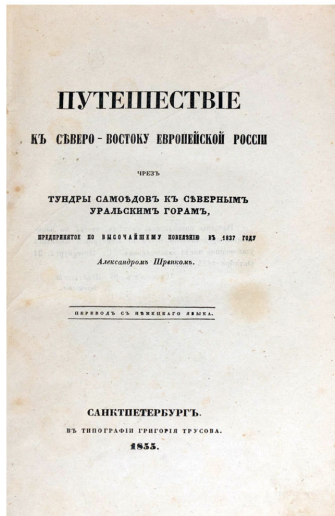 ПУТЕШЕСТВІЕ
КЪ СѢВЕРО-ВОСТОКУ ЕВРОПЕЙСКОЙ РОССІИ
ЧРЕЗЪ
ТУНДРЫ САМОѢДОВЪ КЪ СѢВЕРНЫМЪ
УРАЛЬСКИМЪ ГОРАМЪ,
ПРЕДПРИНЯТОЕ ПО ВЫСОЧАЙШЕМУ ПОВЕЛѢНІЮ ВЪ 1837 ГОДУ
Александромъ Шренкомъ.
ПЕРЕВОДЪ СЪ НѢМЕЦКАГО ЯЗЫКА.
САНКТПЕТЕРБУРГЪ.
ВЪ ТИПОГРАФІИ ГРИГОРІЯ ТРУСОВА.
1855.